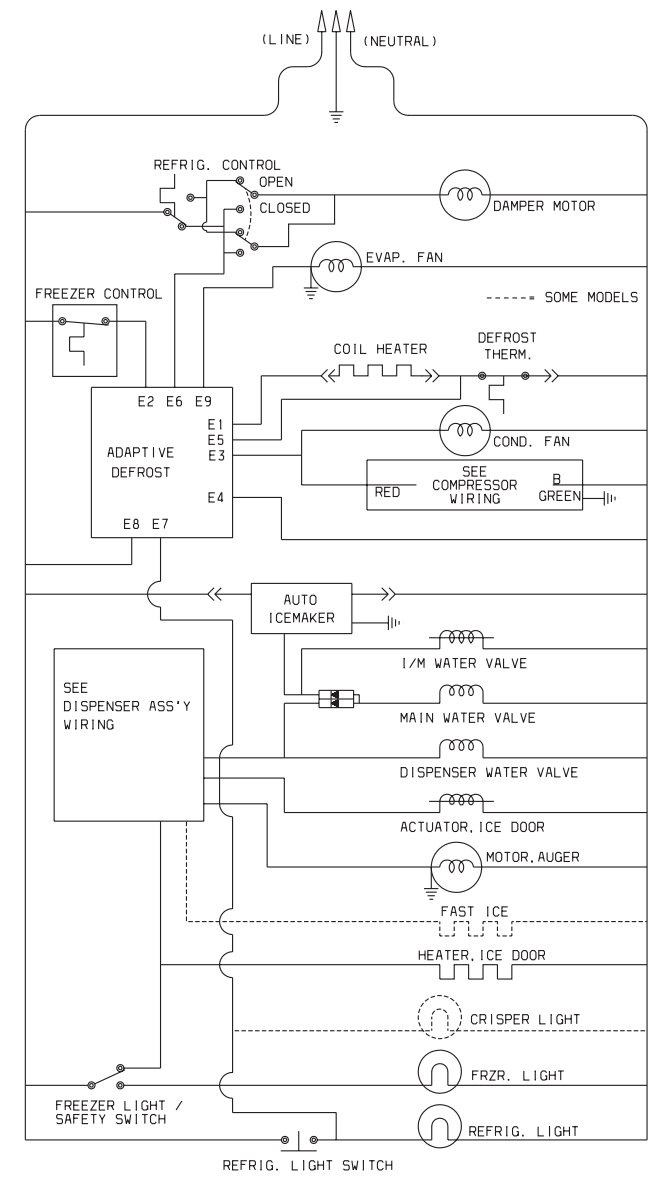 (LINE)
(NEUTRAL)
REFRIG. CONTROL
OPEN
CLOSED
DAMPER MOTOR
EVAP. FAN
FREEZER CONTROL
= SOME MODELS
COIL HEATER
DEFROST
THERM.
E2 E6 E9
E1
E5
E3
E4
ADAPTIVE
DEFROST
E8 E7
COND. FAN
RED
SEE
COMPRESSOR
WIRING
B
GREEN
AUTO
ICEMAKER
I/M WATER VALVE
SEE
DISPENSER ASS'Y
WIRING
MAIN WATER VALVE
DISPENSER WATER VALVE
ACTUATOR, ICE DOOR
MOTOR, AUGER
FAST ICE
HEATER, ICE DOOR
CRISPER LIGHT
FRZR. LIGHT
FREEZER LIGHT /
SAFETY SWITCH
REFRIG. LIGHT
REFRIG. LIGHT SWITCH